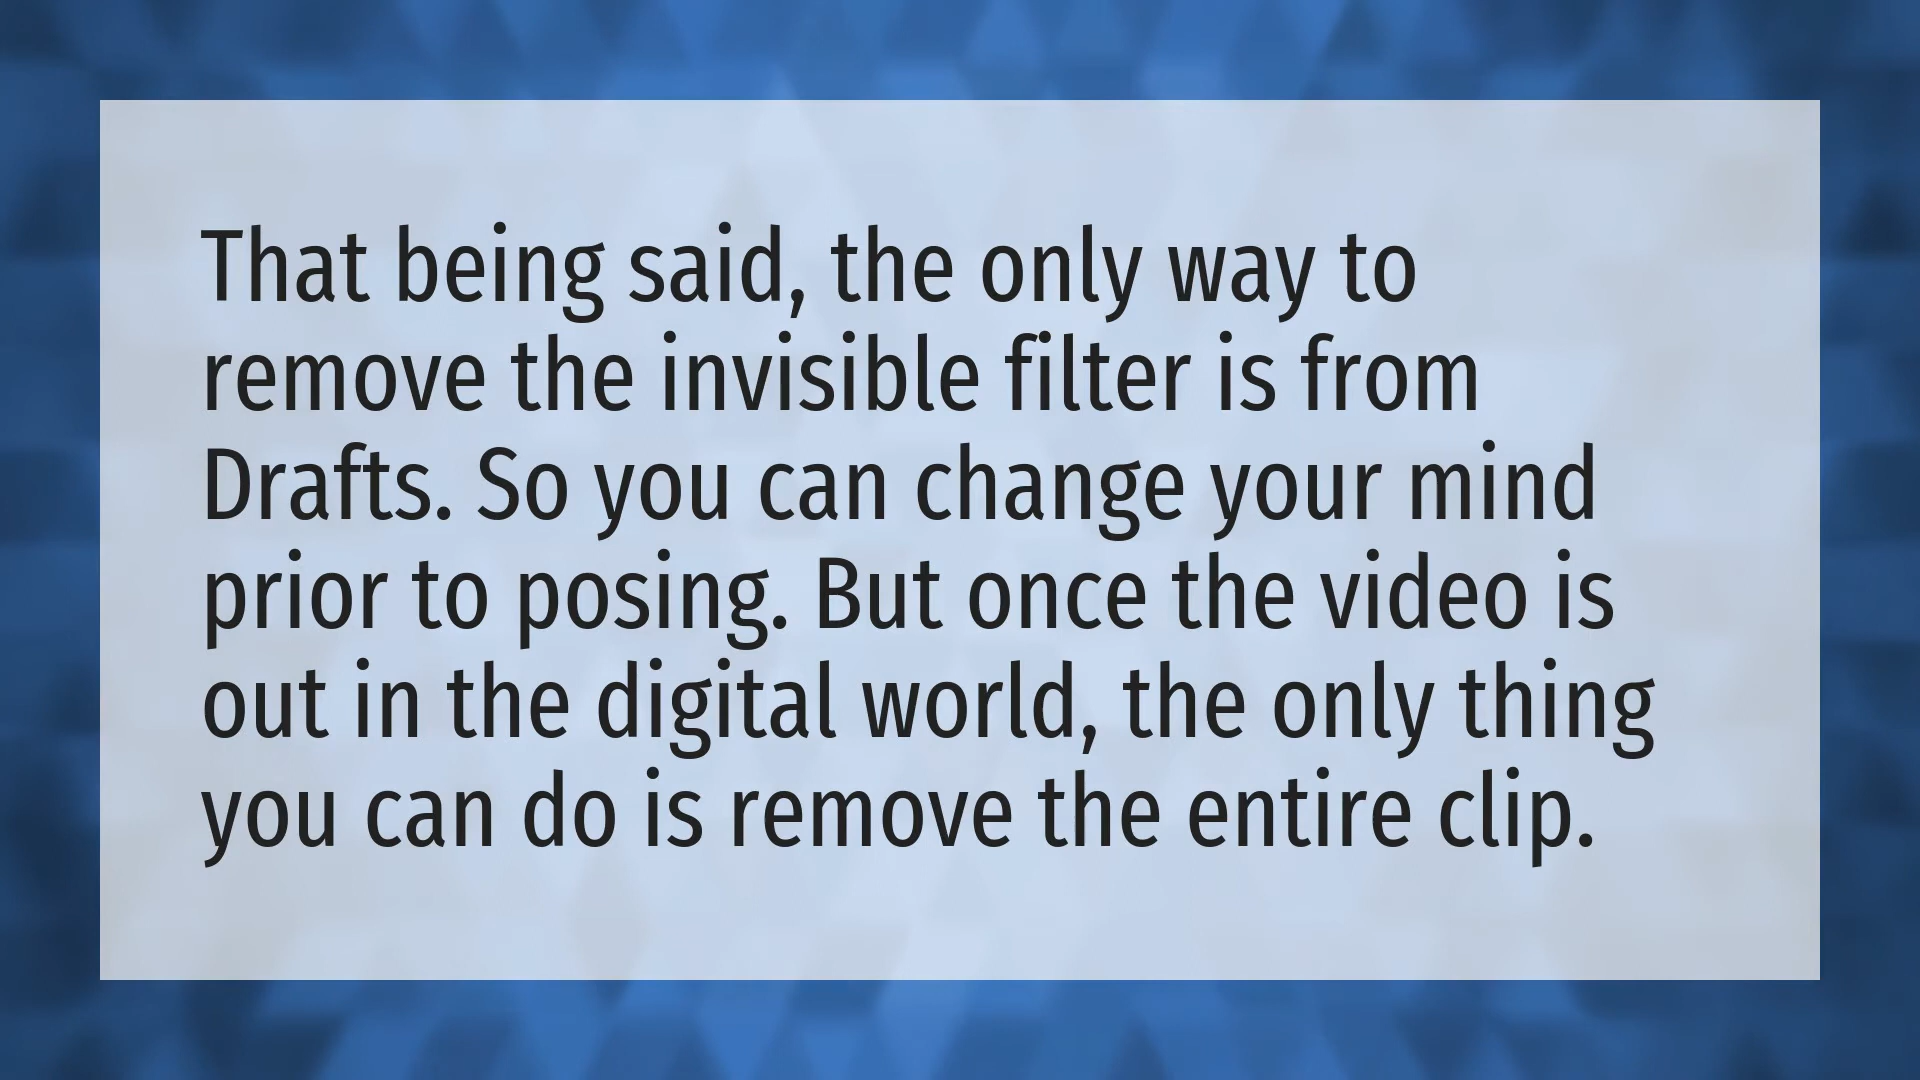 That being said, the only way to
remove the invisible filter is from
Drafts. So you can change your mind
prior to posing. But once the video is
out in the digital world, the only thing
you can do is remove the entire clip.